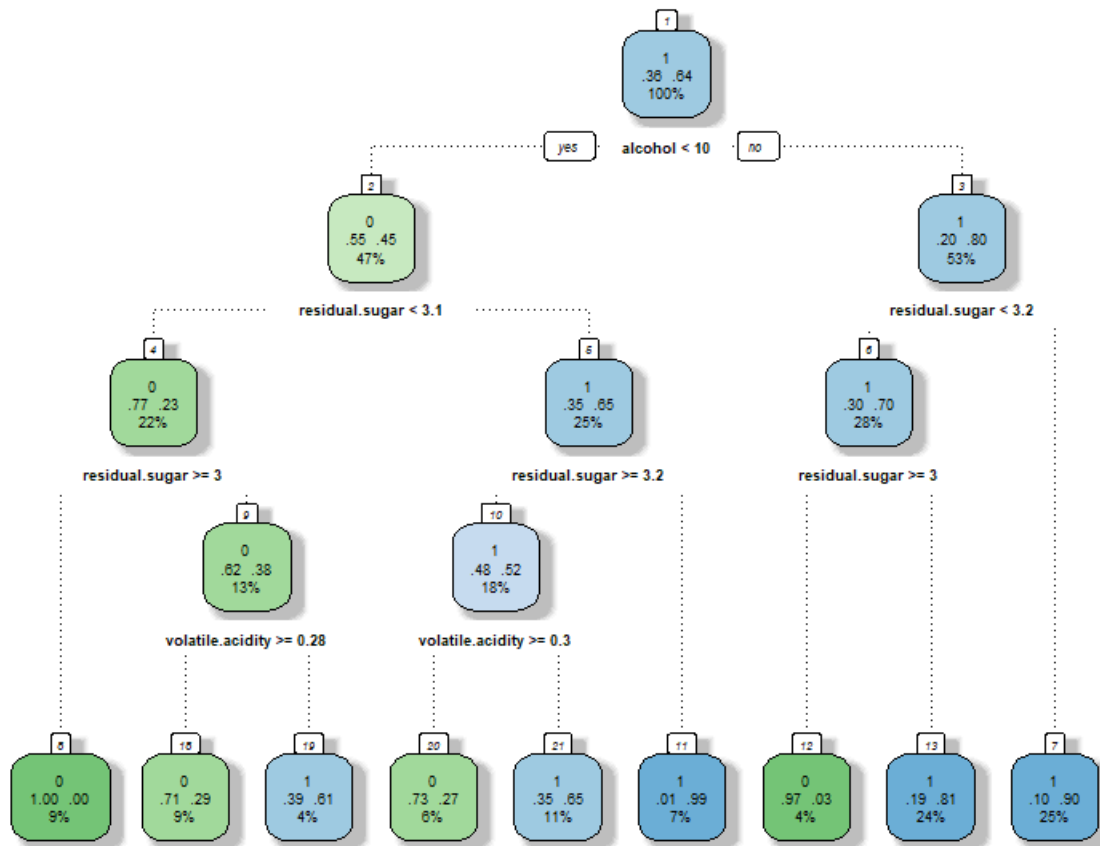 1
1
.36 .64
100%
yes alcohol < 10 no
2 3
0 1
.55 .45 .20 .80
47% 53%
residual.sugar < 3.1 residual.sugar < 3.2
4 5 6
0 1 1
.77 .23 .35 .65 .30 .70
22% 25% 28%
residual.sugar >= 3 residual.sugar >= 3.2 residual.sugar >= 3
9 10
0 1
.62 .38 .48 .52
13% 18%
volatile.acidity >= 0.28 volatile.acidity >= 0.3
8 18 19 20 21 11 12 13 7
0 0 1 0 1 1 0 1 1
1.00 .00 .71 .29 .39 .61 .73 .27 .35 .65 .01 .99 .97 .03 .19 .81 .10 .90
9% 9% 4% 6% 11% 7% 4% 24% 25%